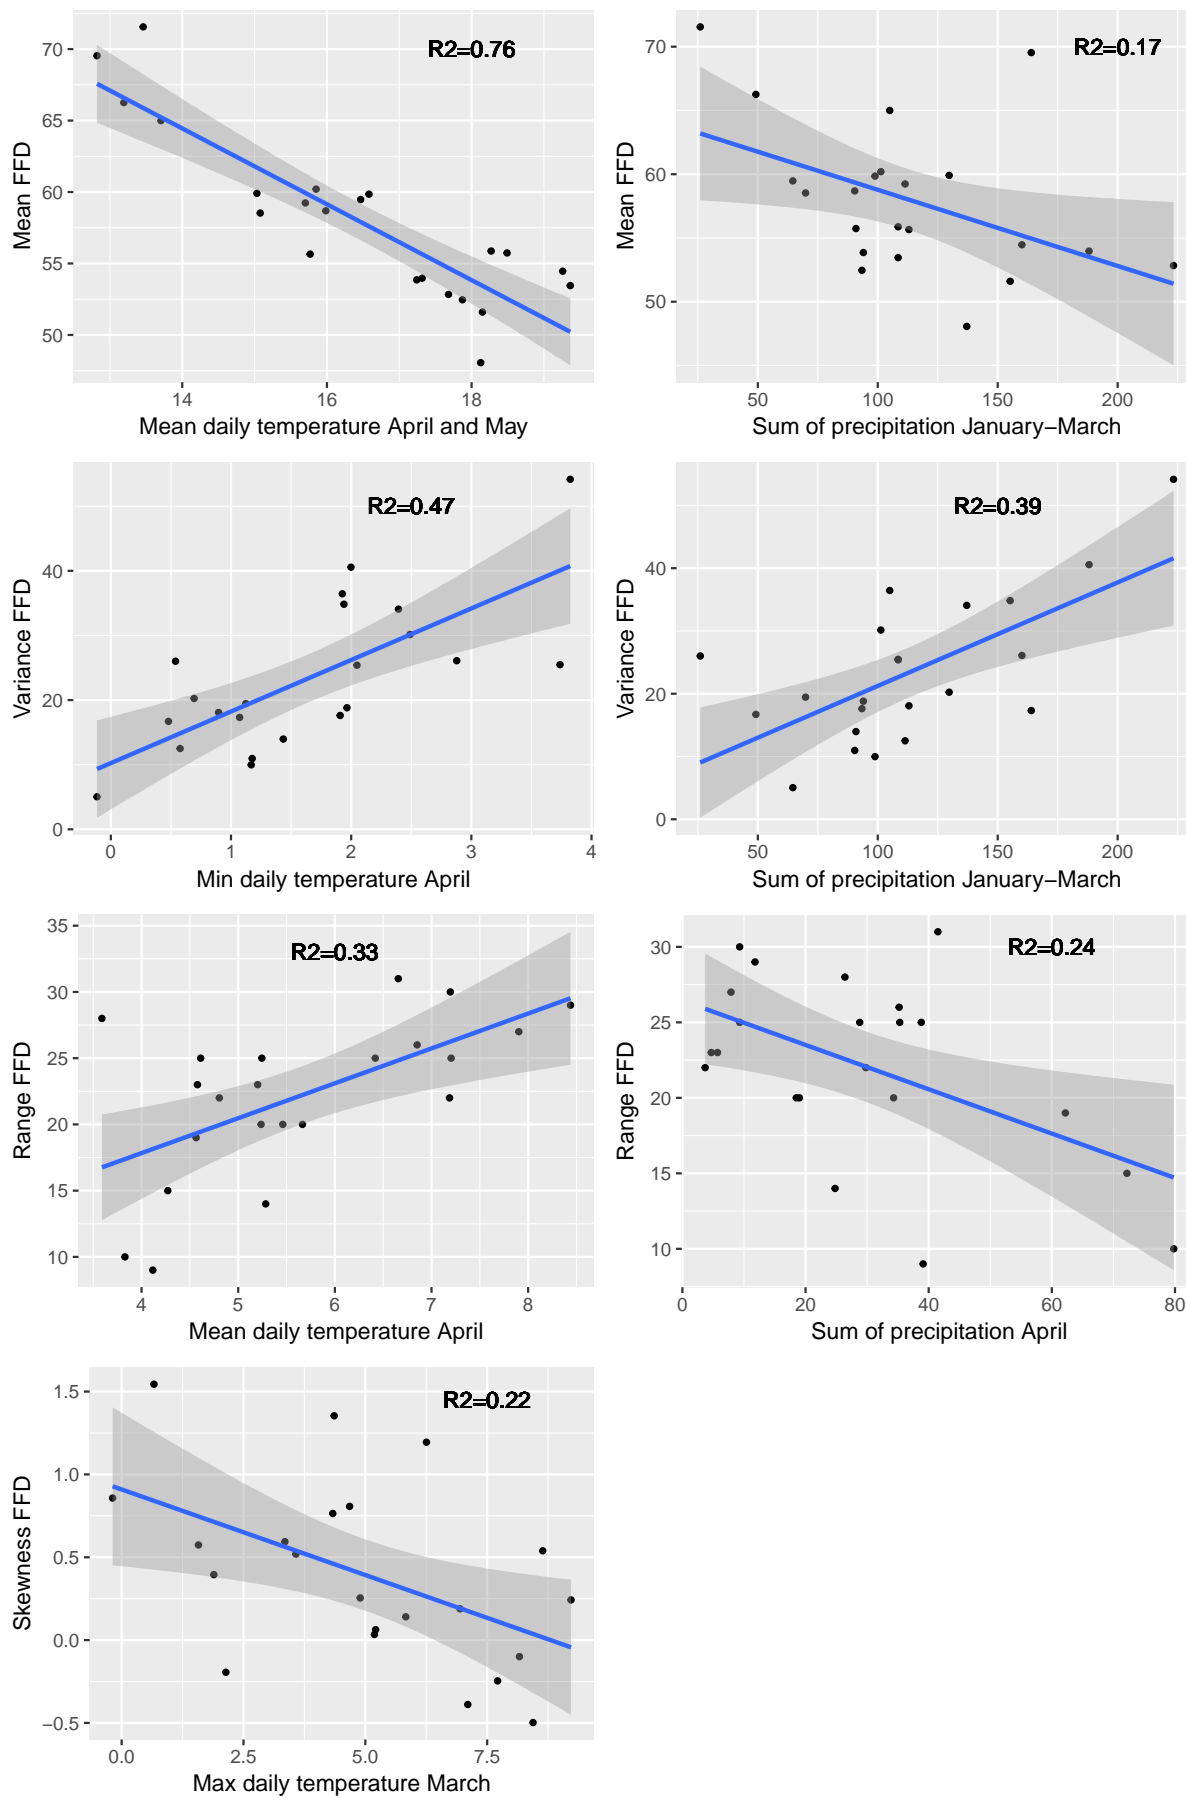 R2=0.76
70
65
60
55
50
Mean FFD
14
16
18
Mean daily temperature April and May
R2=0.17
70
60
50
Mean FFD
50
100
150
200
Sum of precipitation January−March
R2=0.47
40
20
0
Variance FFD
0
1
2
3
4
Min daily temperature April
R2=0.39
40
20
0
Variance FFD
50
100
150
200
Sum of precipitation January−March
R2=0.33
35
30
25
20
15
10
Range FFD
4
5
6
7
8
Mean daily temperature April
R2=0.24
30
25
20
15
10
Range FFD
0
20
40
60
80
Sum of precipitation April
R2=0.22
1.5
1.0
0.5
0.0
−0.5
Skewness FFD
0.0
2.5
5.0
7.5
Max daily temperature March